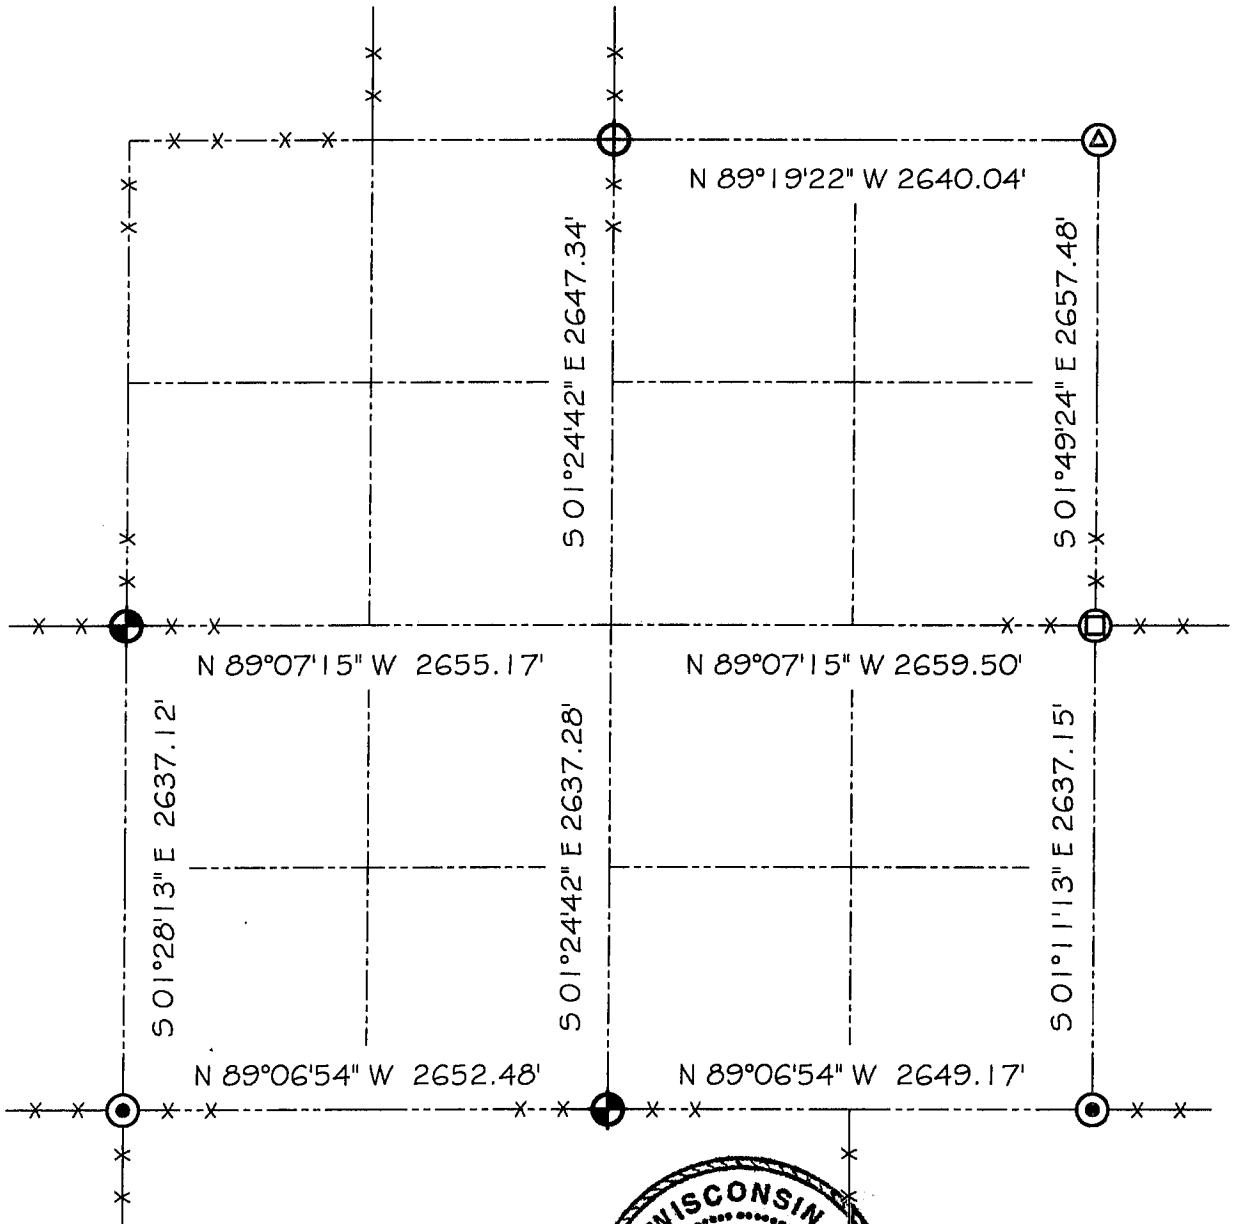 N 89°19'22" W 2640.04'
S 01°24'42" E 2647.34'
S 01°49'24" E 2657.48'
N 89°07'15" W 2655.17'
N 89°07'15" W 2659.50'
S 01°28'13" E 2637.12'
S 01°24'42" E 2637.28'
S 01°11'13" E 2637.15'
N 89°06'54" W 2652.48'
N 89°06'54" W 2649.17'
WISCONSIN